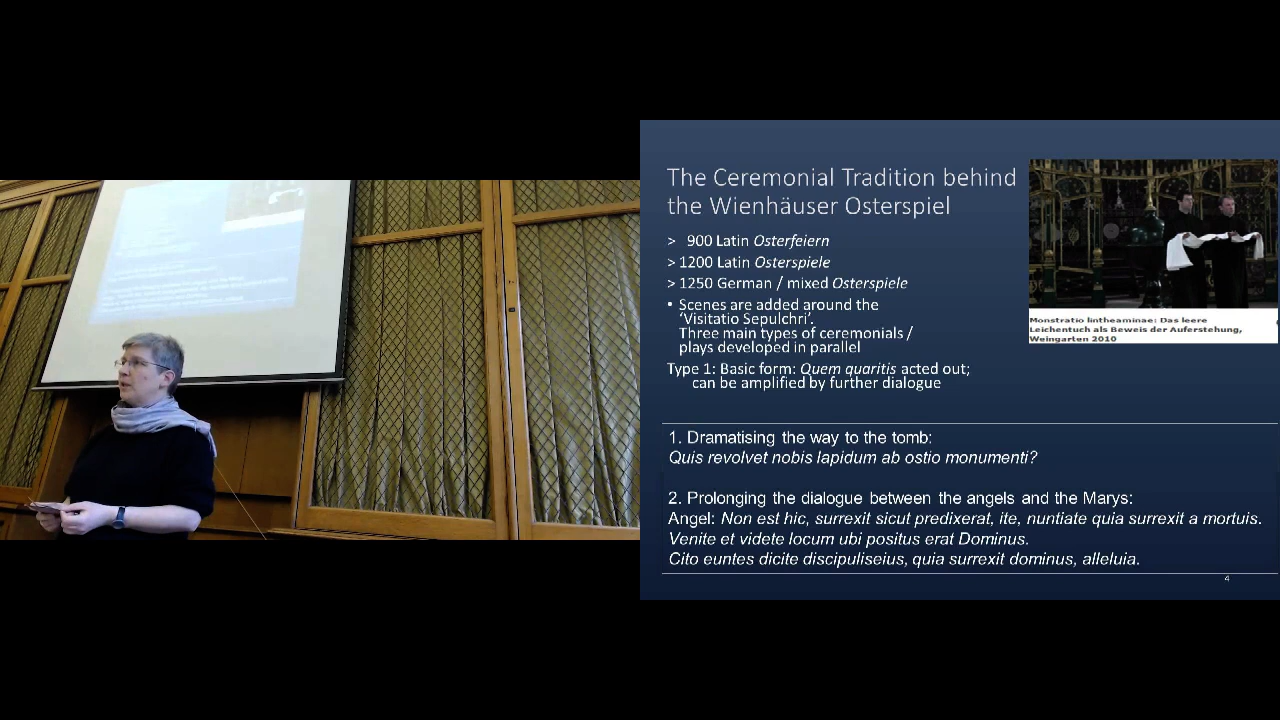 The Ceremonial Tradition behind
the Wienhäuser Osterspiel
> 900 Latin Osterfeiern
> 1200 Latin Osterspiele
> 1250 German / mixed Osterspiele
• Scenes are added around the
'Visitatio Sepulchri'.
Three main types of ceremonials /
plays developed in parallel
Type 1: Basic form: Quem quaritis acted out;
can be amplified by further dialogue
Monstratio lintheaminae: Das leere
Leichentuch als Beweis der Auferstehung,
Weingarten 2010
1. Dramatising the way to the tomb:
Quis revolvet nobis lapidum ab ostio monumenti?
2. Prolonging the dialogue between the angels and the Marys:
Angel: Non est hic, surrexit sicut predixerat, ite, nuntiate quia surrexit a mortuis.
Venite et videte locum ubi positus erat Dominus.
Cito euntes dicite discipuliseius, quia surrexit dominus, alleluia.
4